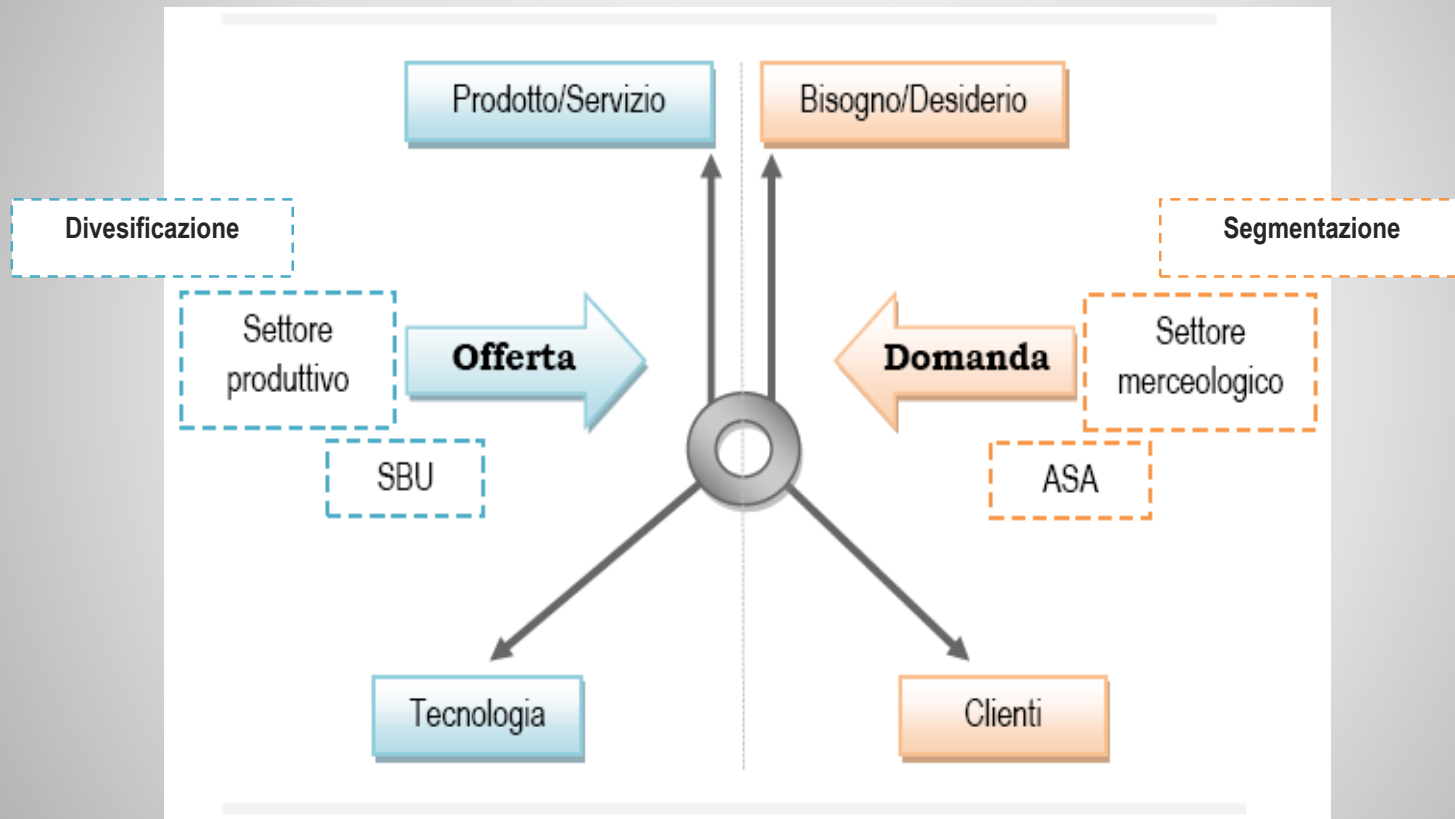 Prodotto/Servizio
Bisogno/Desiderio
Divesificazione
Segmentazione
Settore
produttivo
Offerta
Domanda
Settore
merceologico
SBU
ASA
Tecnologia
Clienti